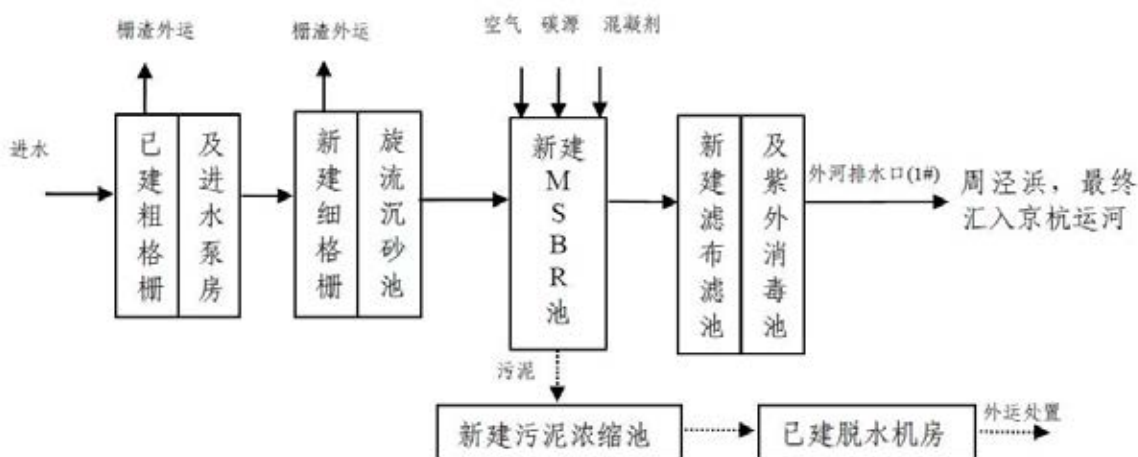 栅渣外运
栅渣外运
空气 碳源 混凝剂
进水
已建粗格栅
及进水泵房
新建细格栅
旋流沉砂池
新建
MSBR池
新建滤布滤池
及紫外消毒池
外河排水口(1#)
周泾浜，最终
汇入京杭运河
污泥
新建污泥浓缩池
已建脱水机房
外运处置